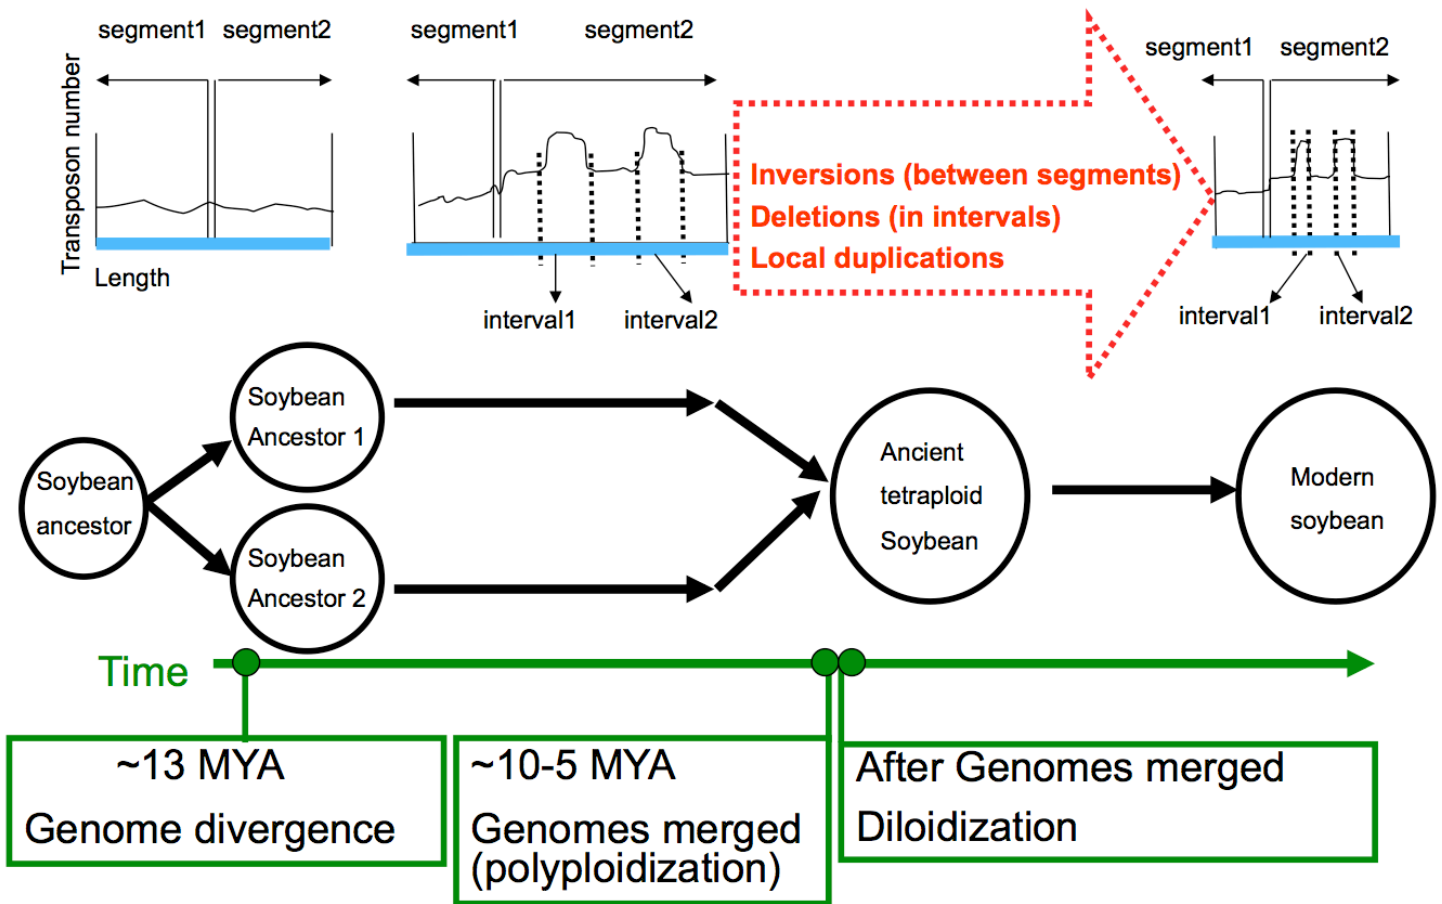 segment1 segment2
Transposon number
Length
segment1 segment2
interval1 interval2
Inversions (between segments)
Deletions (in intervals)
Local duplications
segment1 segment2
interval1 interval2
Soybean
ancestor
Soybean
Ancestor 1
Soybean
Ancestor 2
Ancient
tetraploid
Soybean
Modern
soybean
Time
~13 MYA
Genome divergence
~10-5 MYA
Genomes merged
(polyploidization)
After Genomes merged
Diloidization